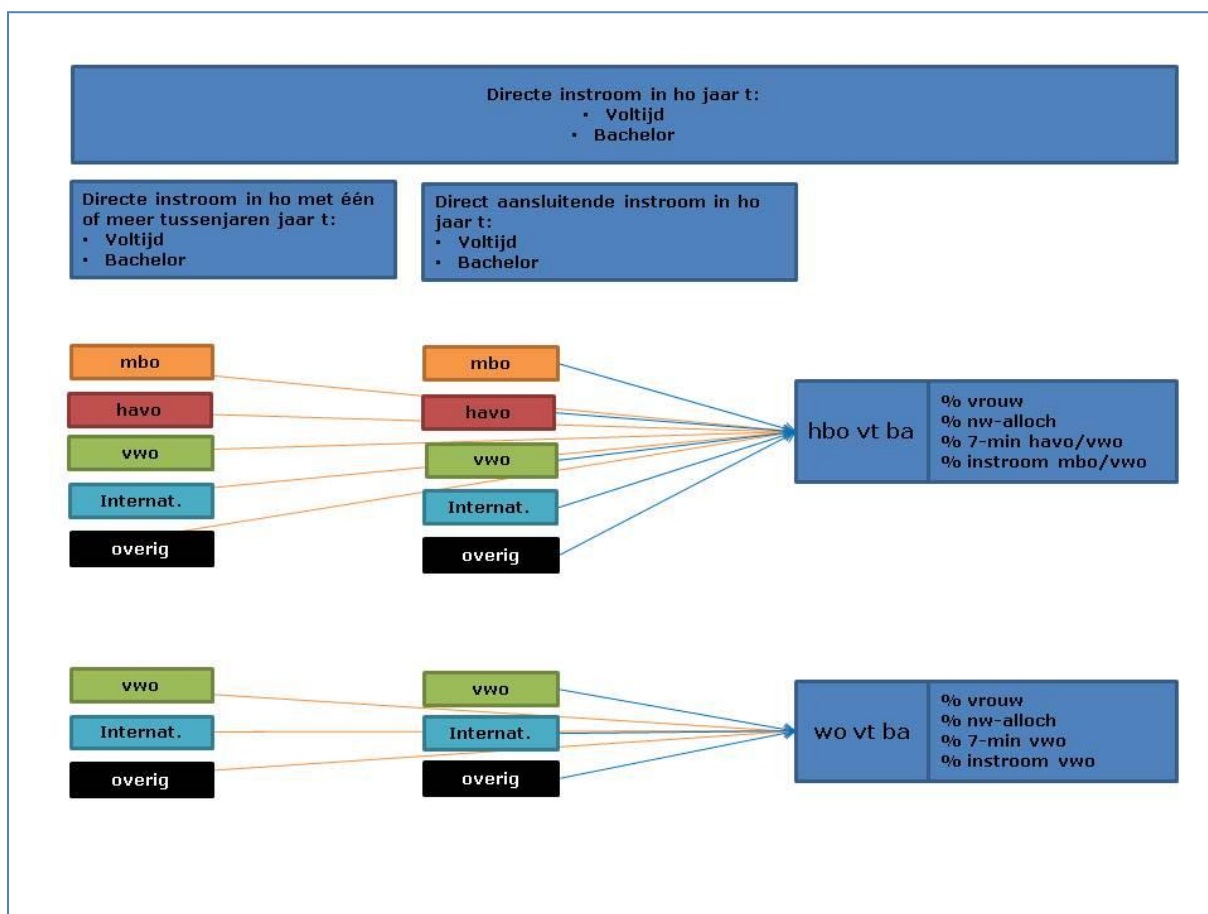 Directe instroom in ho jaar t:
• Voltijd
• Bachelor
Directe instroom in ho met één
of meer tussenjaren jaar t:
• Voltijd
• Bachelor
Direct aansluitende instroom in ho
jaar t:
• Voltijd
• Bachelor
mbo
havo
vwo
Internat.
overig
mbo
havo
vwo
Internat.
overig
hbo vt ba
% vrouw
% nw-alloch
% 7-min havo/vwo
% instroom mbo/vwo
vwo
Internat.
overig
vwo
Internat.
overig
wo vt ba
% vrouw
% nw-alloch
% 7-min vwo
% instroom vwo